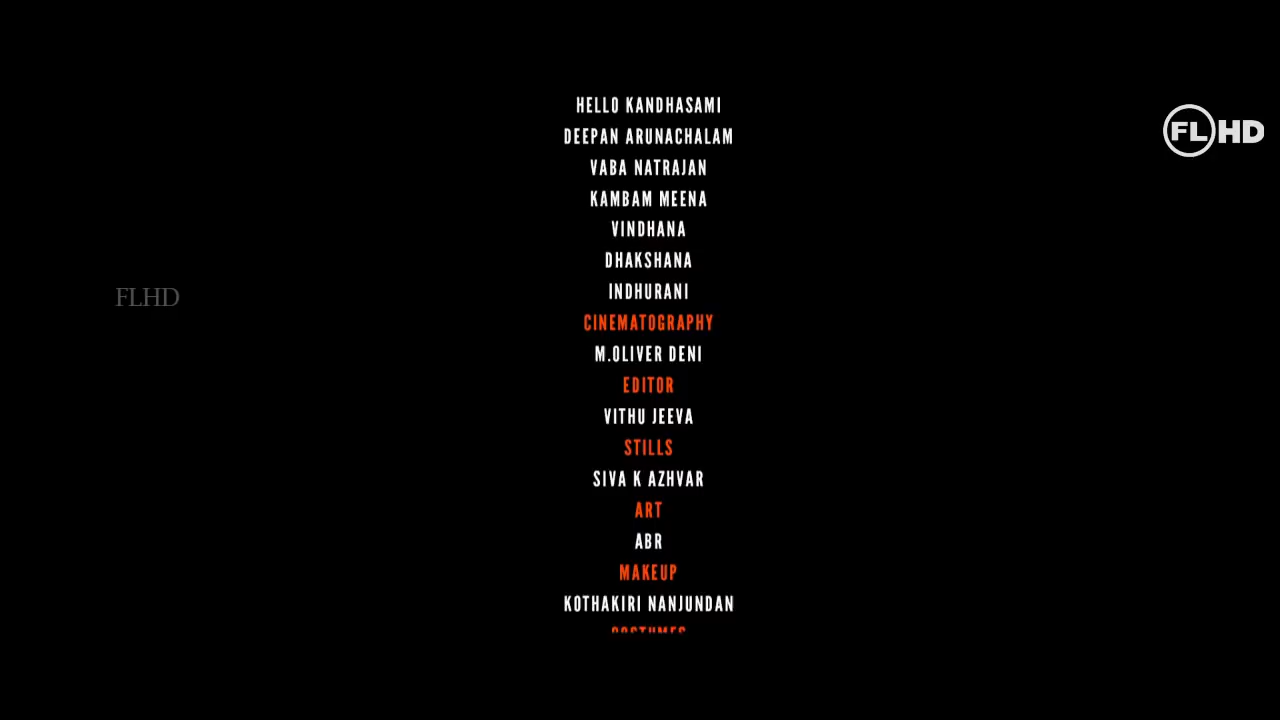 HELLO KANDHASAMI
DEEPAN ARUNACHALAM
FLHD
VABA NATRAJAN
KAMBAM MEENA
VINDHANA
DHAKSHANA
INDHURANI
FLHD
CINEMATOGRAPHY
M.OLIVER DENI
EDITOR
VITHU JEEVA
STILLS
SIVA K AZHVAR
ART
ABR
MAKEUP
KOTHAKIRI NANJUNDAN
COSTUMES